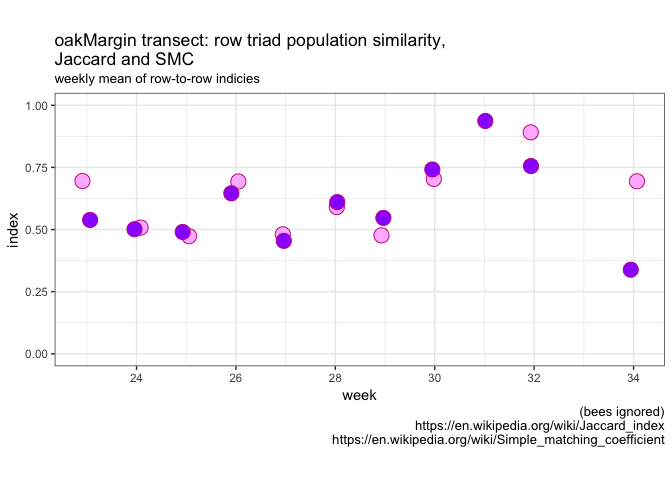 oakMargin transect: row triad population similarity,
Jaccard and SMC
weekly mean of row-to-row indicies
1.00
0.75
0.50
0.25
0.00
index
24 26 28 30 32 34
week
(bees ignored)
https://en.wikipedia.org/wiki/Jaccard_index
https://en.wikipedia.org/wiki/Simple_matching_coefficient